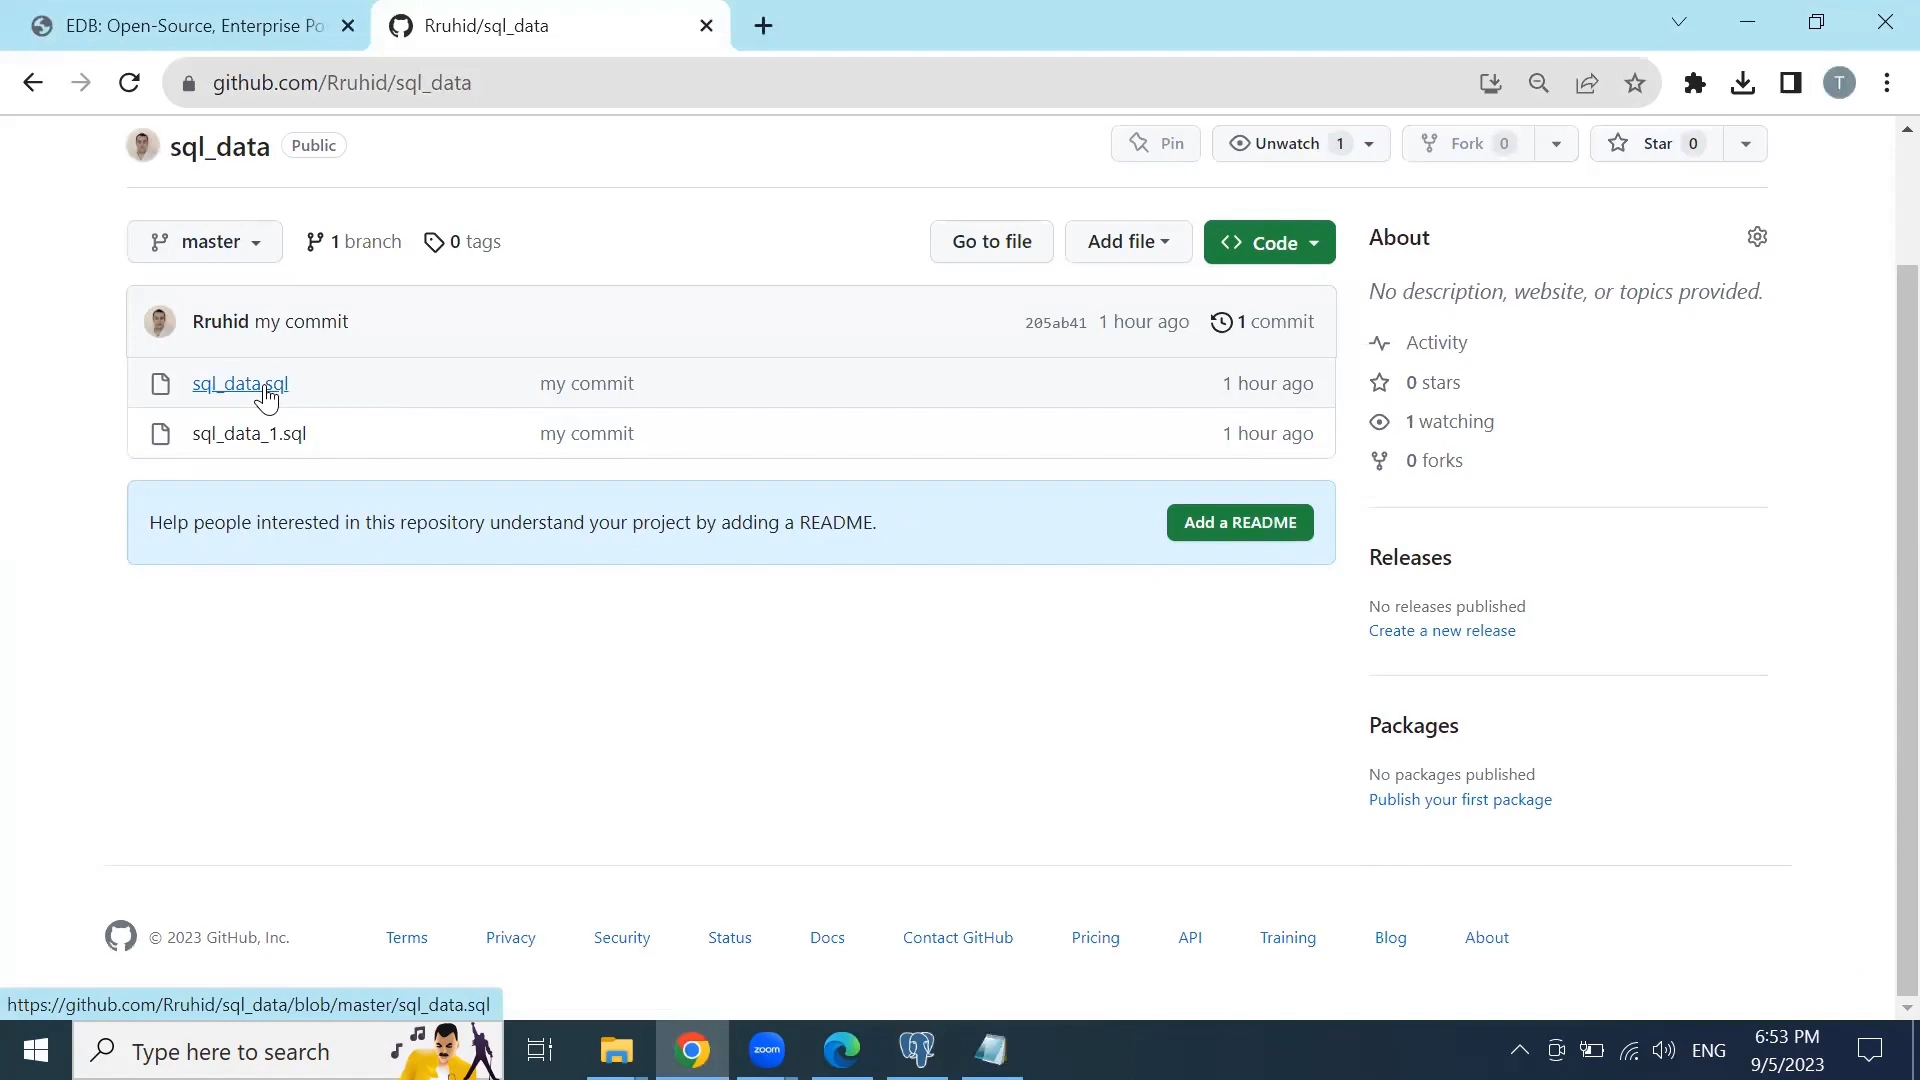 EDB: Open-Source, Enterprise Po
Rruhid/sql_data
github.com/Rruhid/sql_data
T
sql_data Public
Pin
Unwatch 1
Fork 0
Star 0
master
1 branch
0 tags
Go to file
Add file
Code
Rruhid my commit
205ab41 1 hour ago
1 commit
sql_data.sql my commit 1 hour ago
sql_data_1.sql my commit 1 hour ago
Help people interested in this repository understand your project by adding a README.
Add a README
About
No description, website, or topics provided.
Activity
0 stars
1 watching
0 forks
Releases
No releases published
Create a new release
Packages
No packages published
Publish your first package
© 2023 GitHub, Inc.
Terms Privacy Security Status Docs Contact GitHub Pricing API Training Blog About
https://github.com/Rruhid/sql_data/blob/master/sql_data.sql
Type here to search
zoom
ENG
6:53 PM
9/5/2023